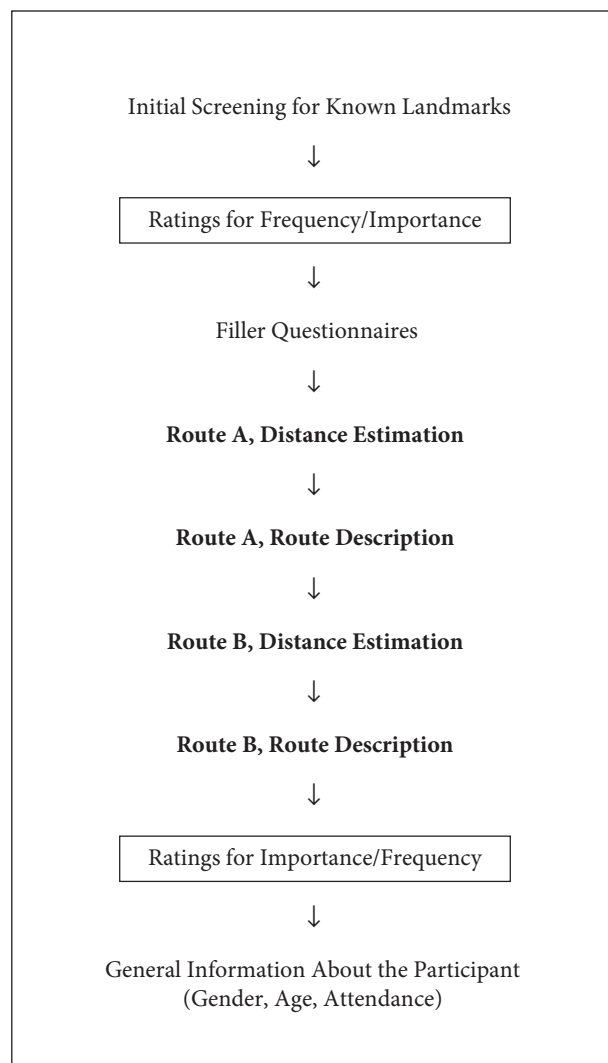 Initial Screening for Known Landmarks
↓
Ratings for Frequency/Importance
↓
Filler Questionnaires
↓
Route A, Distance Estimation
↓
Route A, Route Description
↓
Route B, Distance Estimation
↓
Route B, Route Description
↓
Ratings for Importance/Frequency
↓
General Information About the Participant
(Gender, Age, Attendance)